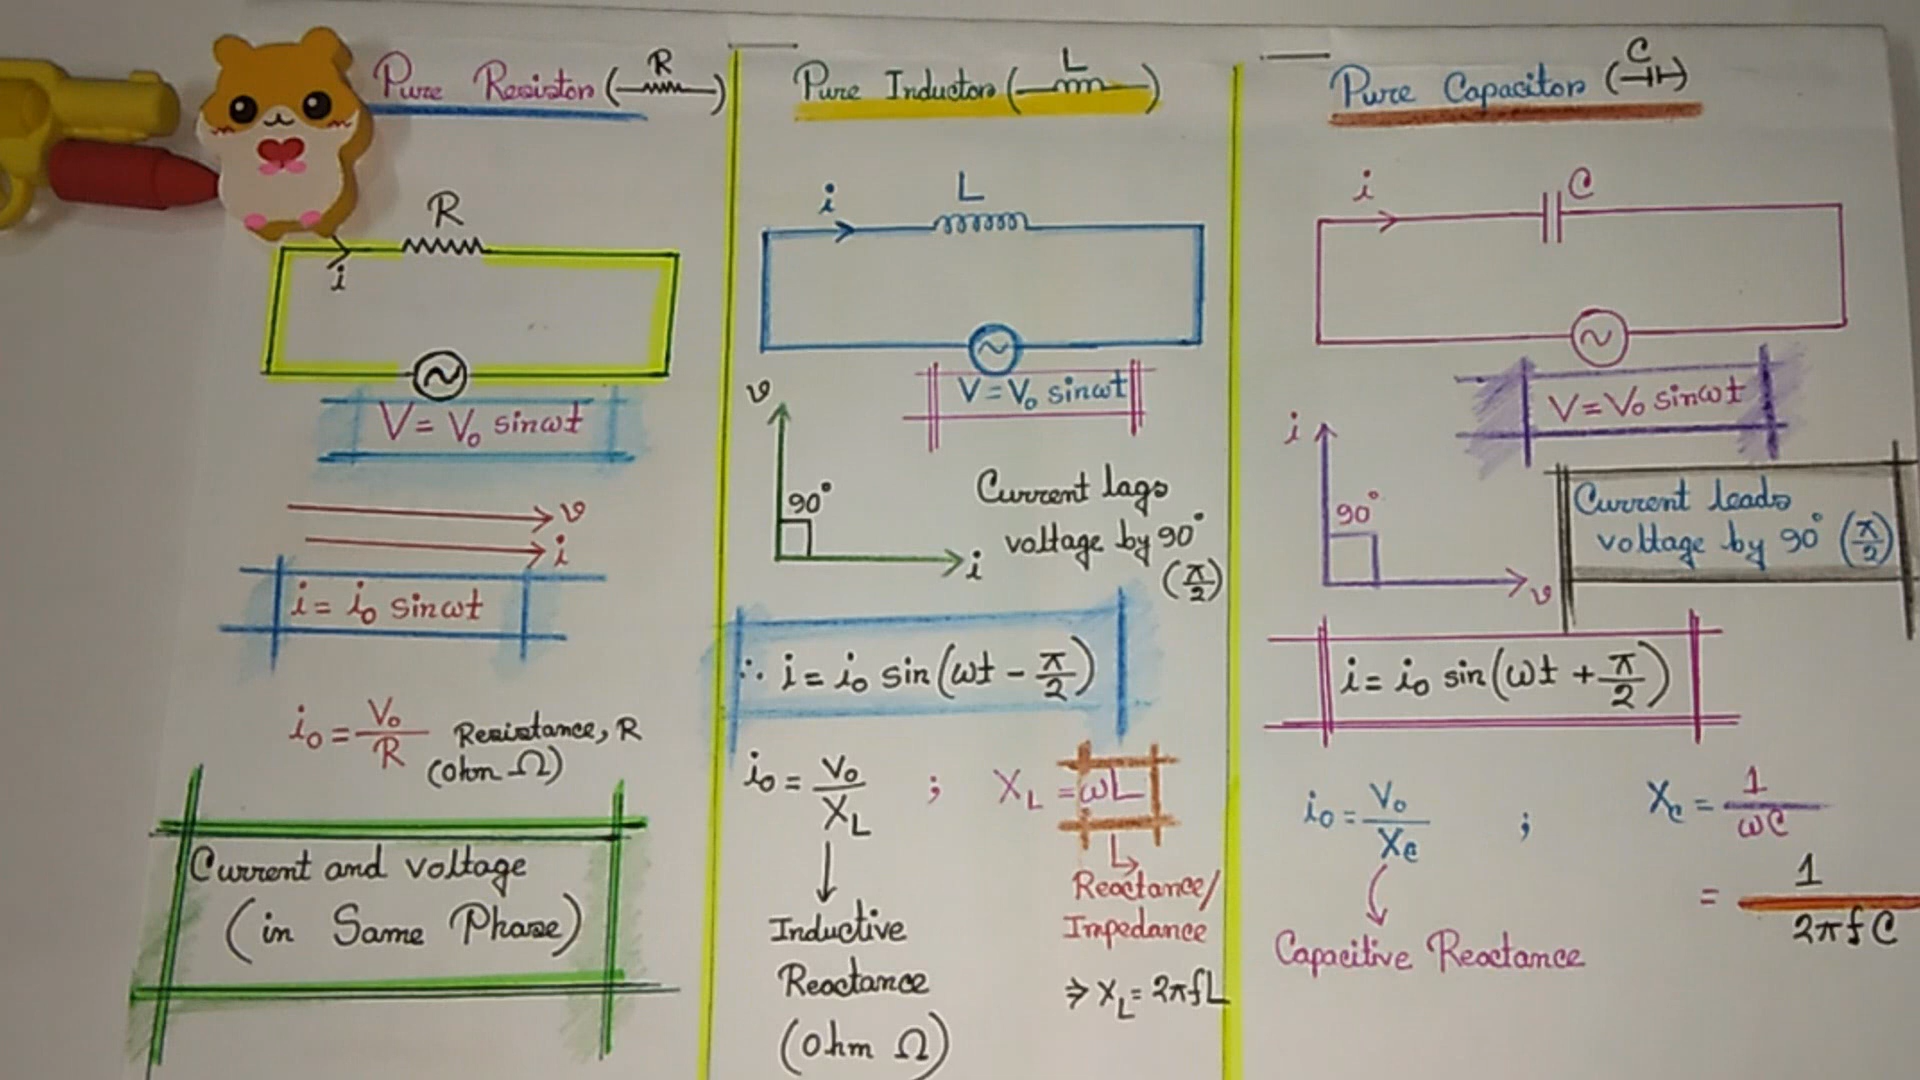 Pure Resistor (R)
R
i
V = V₀ sinωt
v
i
i = i₀ sinωt
i₀ = V₀/R Resistance, R
(Ohm Ω)
Current and voltage
(in Same Phase)
Pure Inductor (L)
i L
V = V₀ sinωt
v
90°
i
Current lags
voltage by 90°
(π/2)
∴ i = i₀ sin(ωt - π/2)
i₀ = V₀/X_L ; X_L = ωL
Reactance/
Impedance
Inductive
Reactance
(Ohm Ω)
⇒ X_L = 2πfL
Pure Capacitor (C)
i C
V = V₀ sinωt
i
90°
v
Current leads
voltage by 90° (π/2)
i = i₀ sin(ωt + π/2)
i₀ = V₀/X_C ; X_C = 1/ωC
= 1/2πfC
Capacitive Reactance